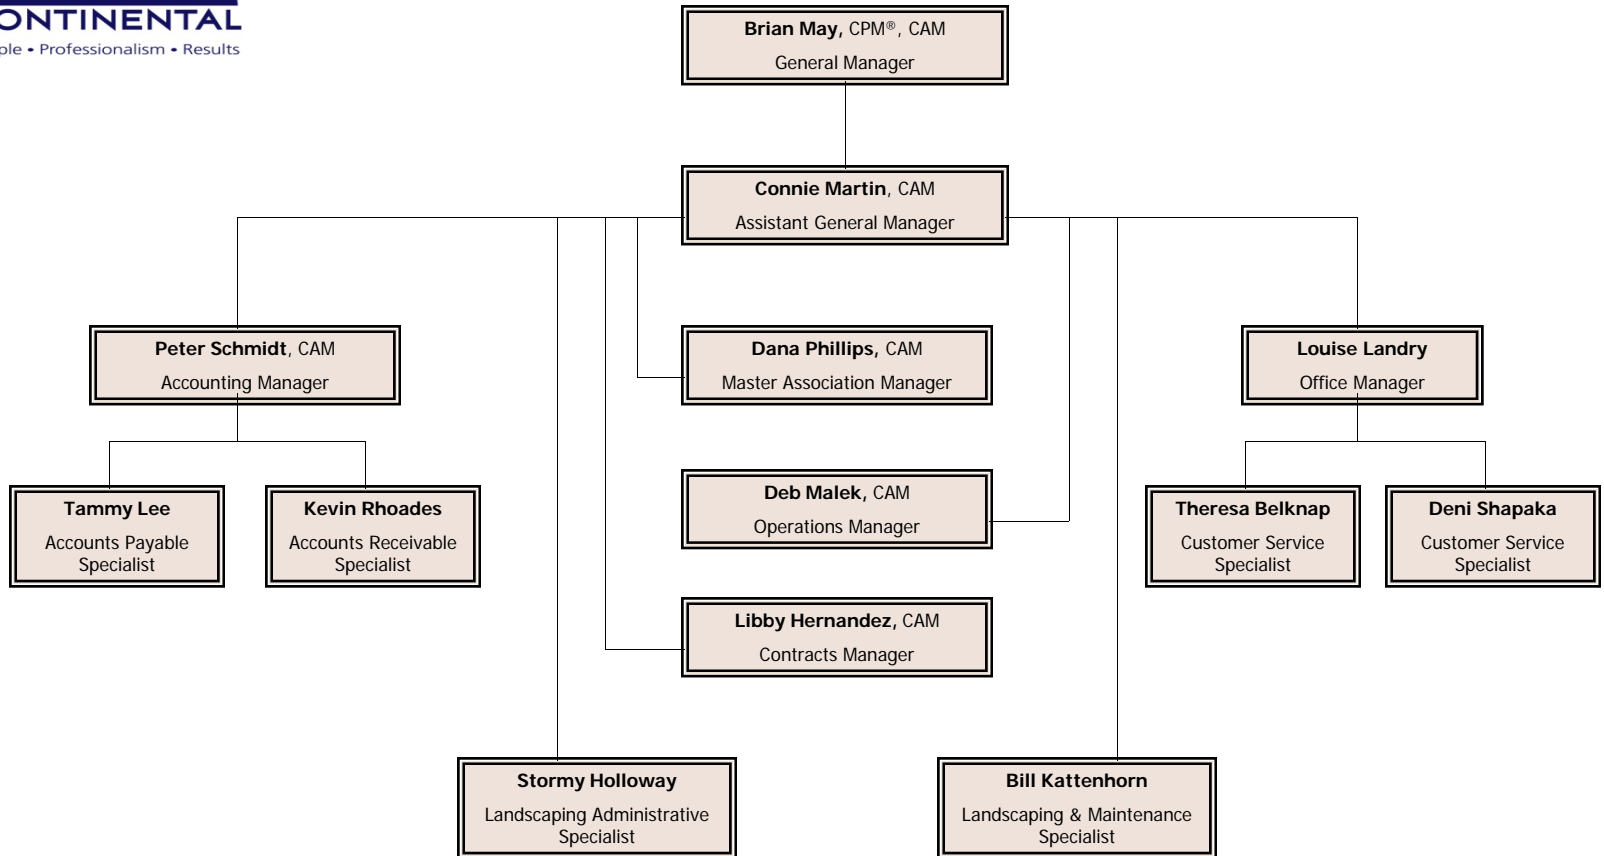 ONTINENTAL
ple • Professionalism • Results
Brian May, CPM®, CAM
General Manager
Connie Martin, CAM
Assistant General Manager
Peter Schmidt, CAM
Accounting Manager
Dana Phillips, CAM
Master Association Manager
Louise Landry
Office Manager
Tammy Lee
Accounts Payable
Specialist
Kevin Rhoades
Accounts Receivable
Specialist
Deb Malek, CAM
Operations Manager
Theresa Belknap
Customer Service
Specialist
Deni Shapaka
Customer Service
Specialist
Libby Hernandez, CAM
Contracts Manager
Stormy Holloway
Landscaping Administrative
Specialist
Bill Kattenhorn
Landscaping & Maintenance
Specialist